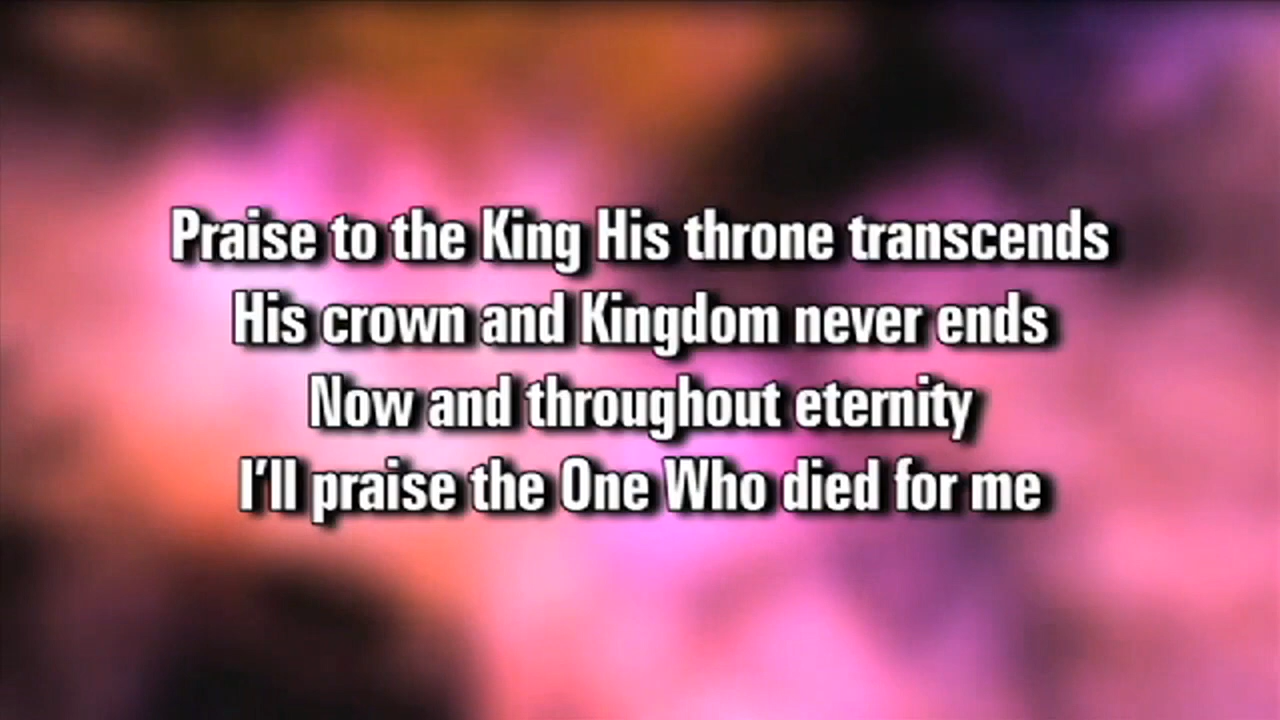 Praise to the King His throne transcends
His crown and Kingdom never ends
Now and throughout eternity
I'll praise the One Who died for me